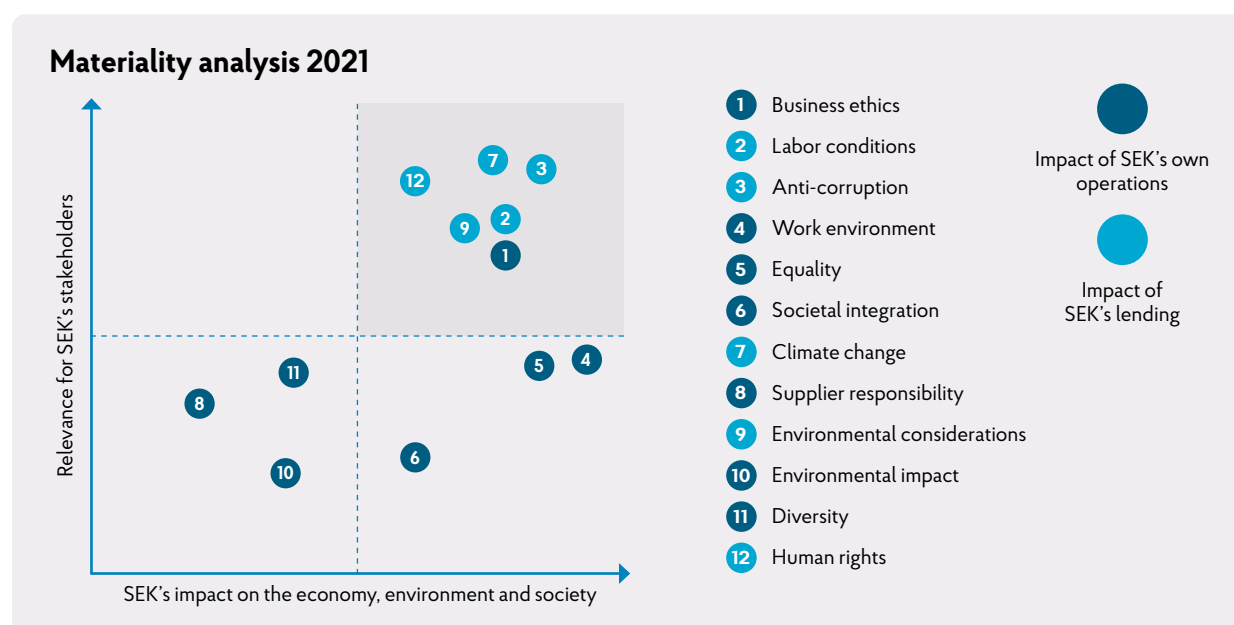 Materiality analysis 2021
Relevance for SEK's stakeholders
7
3
12
2
9
1
4
5
11
8
6
10
SEK's impact on the economy, environment and society
1 Business ethics
2 Labor conditions
3 Anti-corruption
4 Work environment
5 Equality
6 Societal integration
7 Climate change
8 Supplier responsibility
9 Environmental considerations
10 Environmental impact
11 Diversity
12 Human rights
Impact of SEK's own
operations
Impact of
SEK's lending